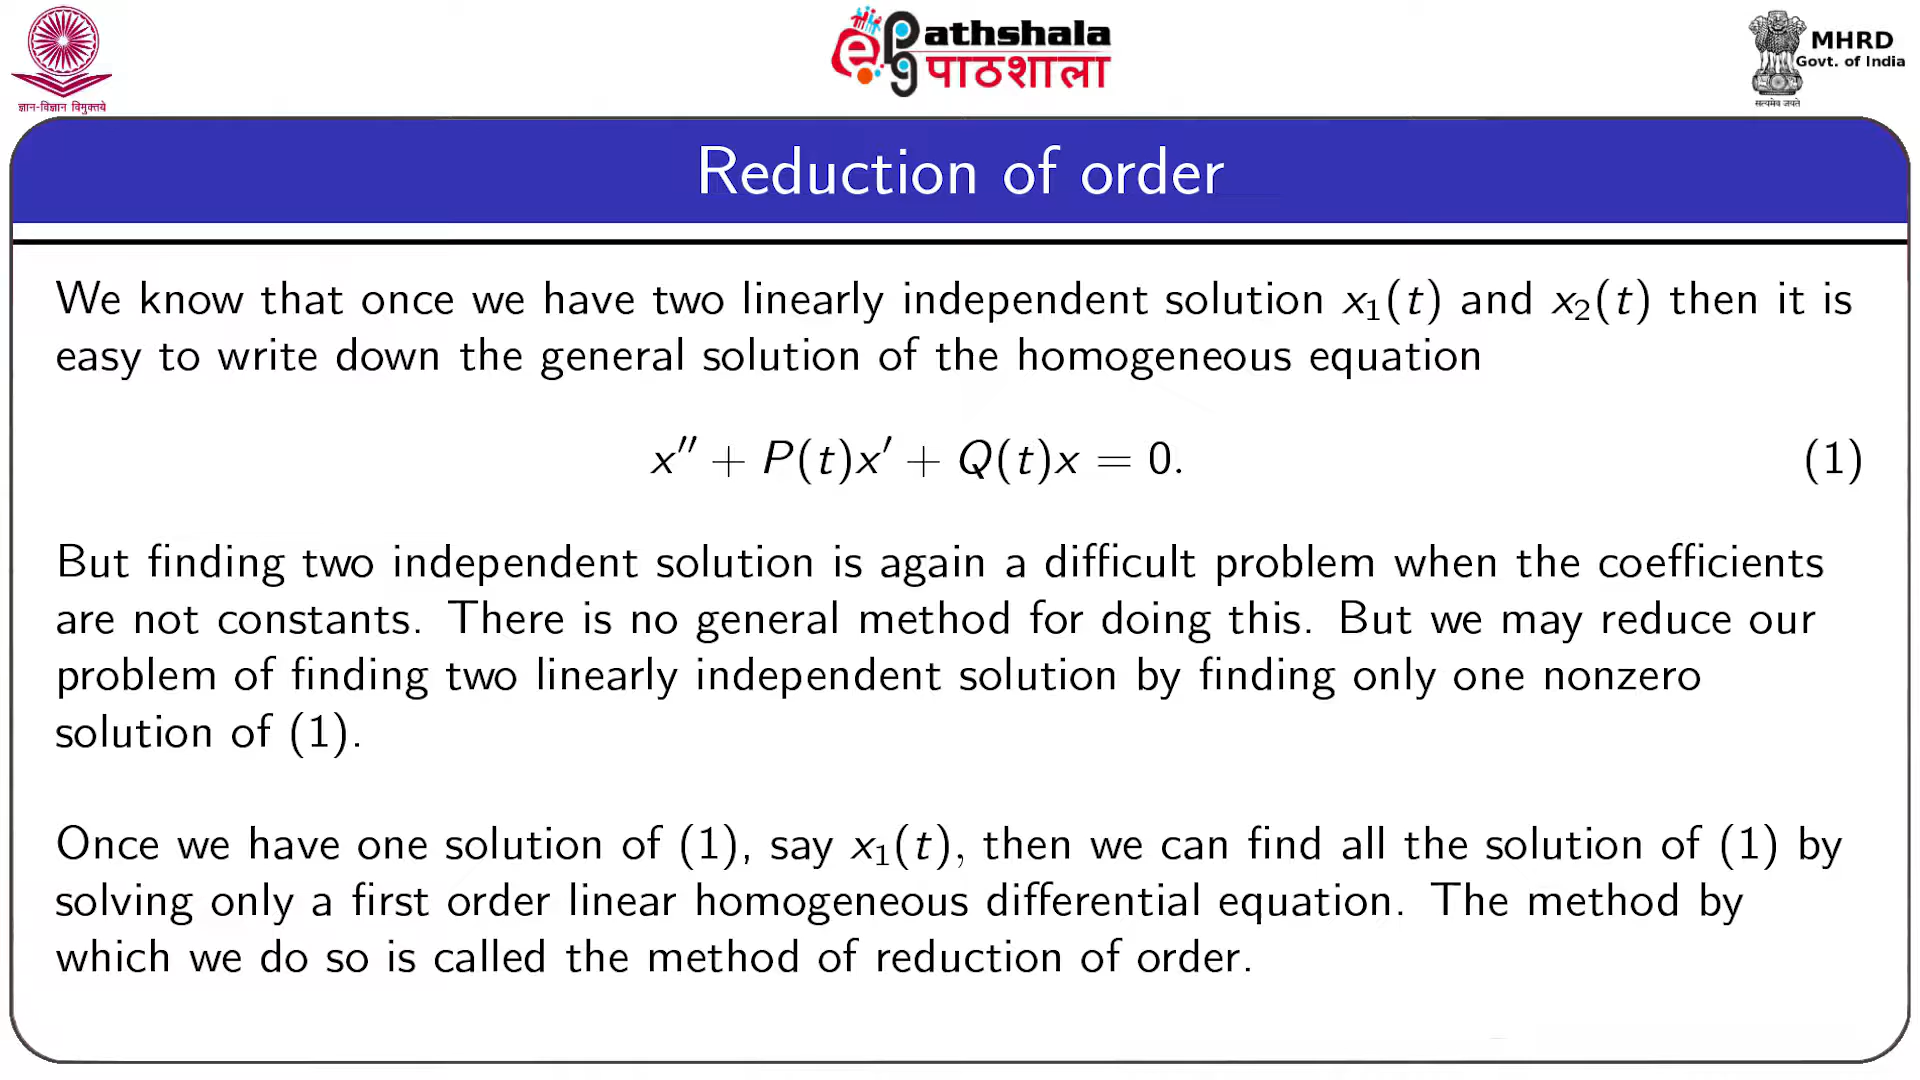 ज्ञान-विज्ञान विमुक्तये
ePG Pathshala
पाठशाला
MHRD
Govt. of India
सत्यमेव जयते
Reduction of order
We know that once we have two linearly independent solution x₁(t) and x₂(t) then it is
easy to write down the general solution of the homogeneous equation
x″ + P(t)x′ + Q(t)x = 0. (1)
But finding two independent solution is again a difficult problem when the coefficients
are not constants. There is no general method for doing this. But we may reduce our
problem of finding two linearly independent solution by finding only one nonzero
solution of (1).
Once we have one solution of (1), say x₁(t), then we can find all the solution of (1) by
solving only a first order linear homogeneous differential equation. The method by
which we do so is called the method of reduction of order.